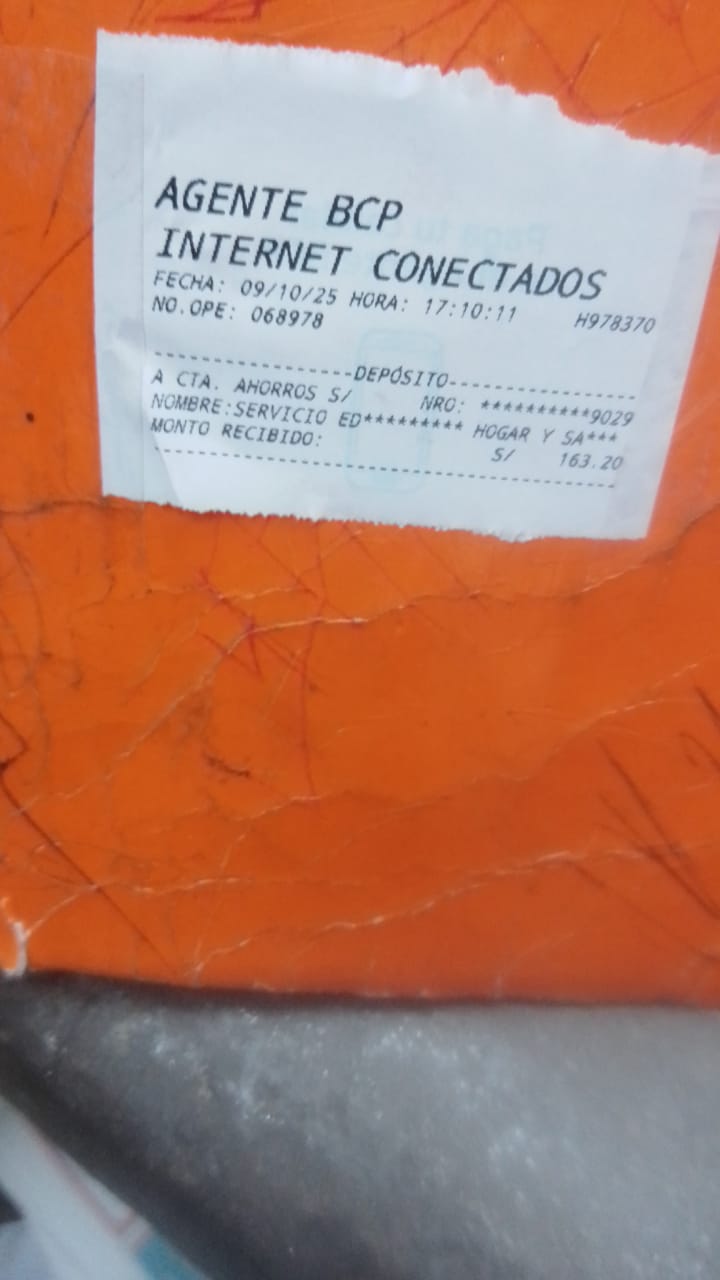 AGENTE BCP
INTERNET CONECTADOS
FECHA: 09/10/25 HORA: 17:10:11 H978370
NO.OPE: 068978
-------------------DEPÓSITO-------------------
A CTA. AHORROS S/ NRO: **********9029
NOMBRE:SERVICIO ED********* HOGAR Y SA***
MONTO RECIBIDO: S/ 163.20
----------------------------------------------